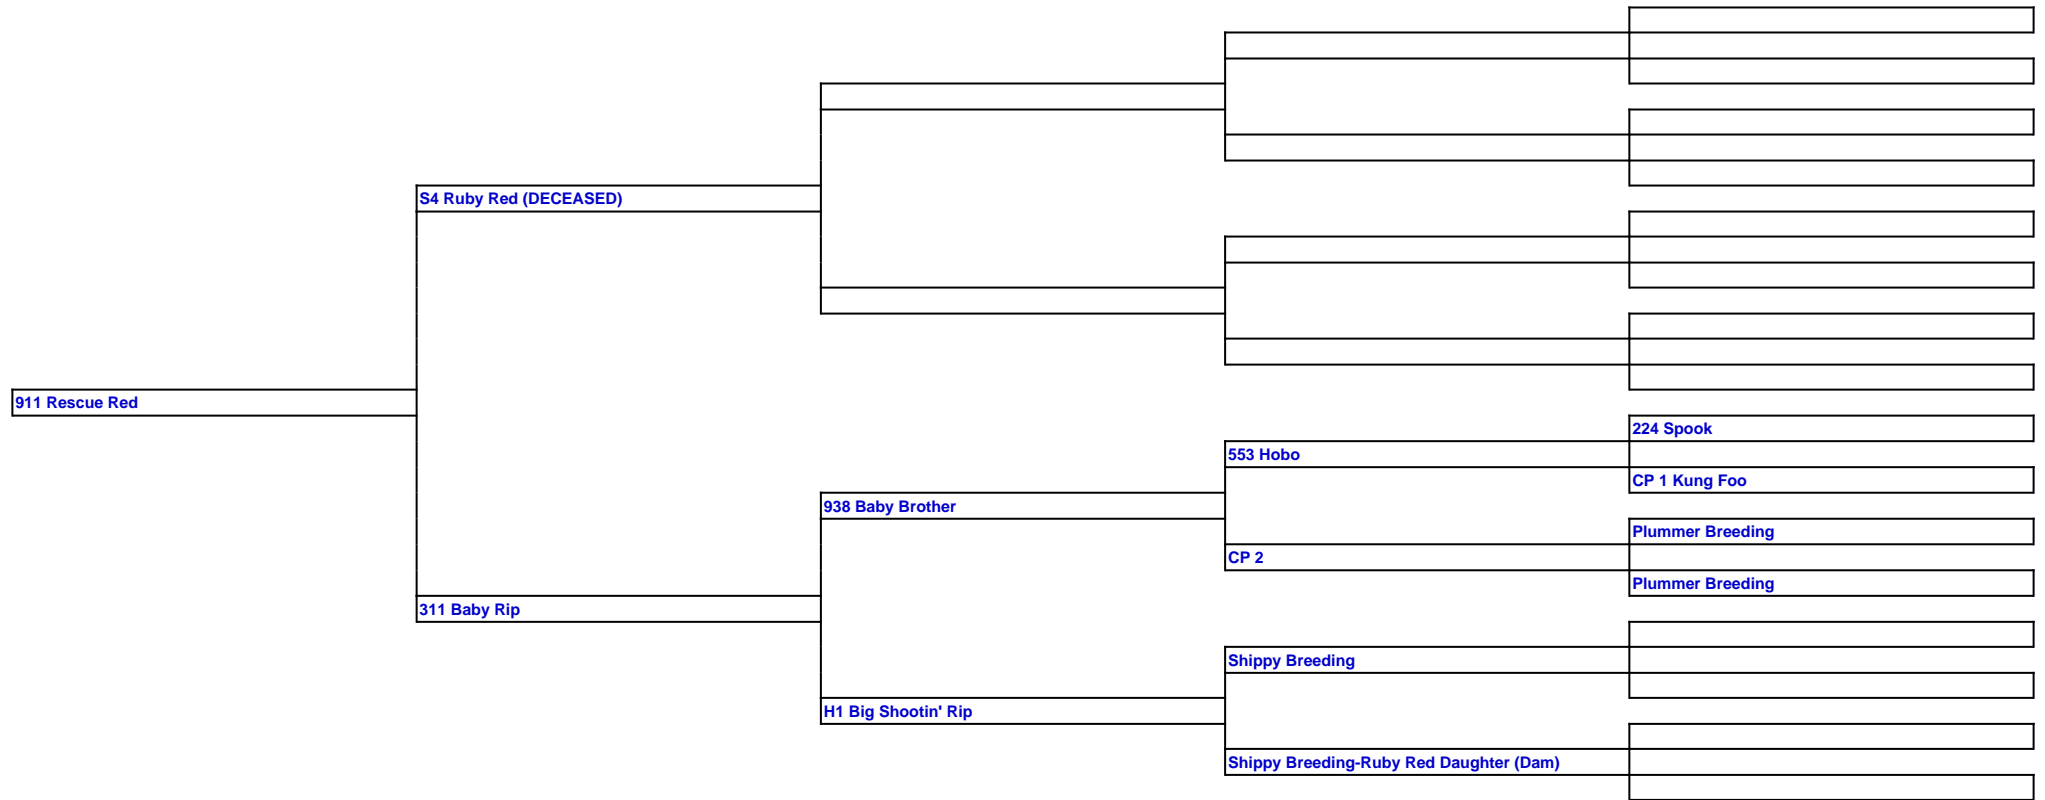 S4 Ruby Red (DECEASED)
911 Rescue Red
224 Spook
553 Hobo
CP 1 Kung Foo
938 Baby Brother
Plummer Breeding
CP 2
Plummer Breeding
311 Baby Rip
Shippy Breeding
H1 Big Shootin' Rip
Shippy Breeding-Ruby Red Daughter (Dam)